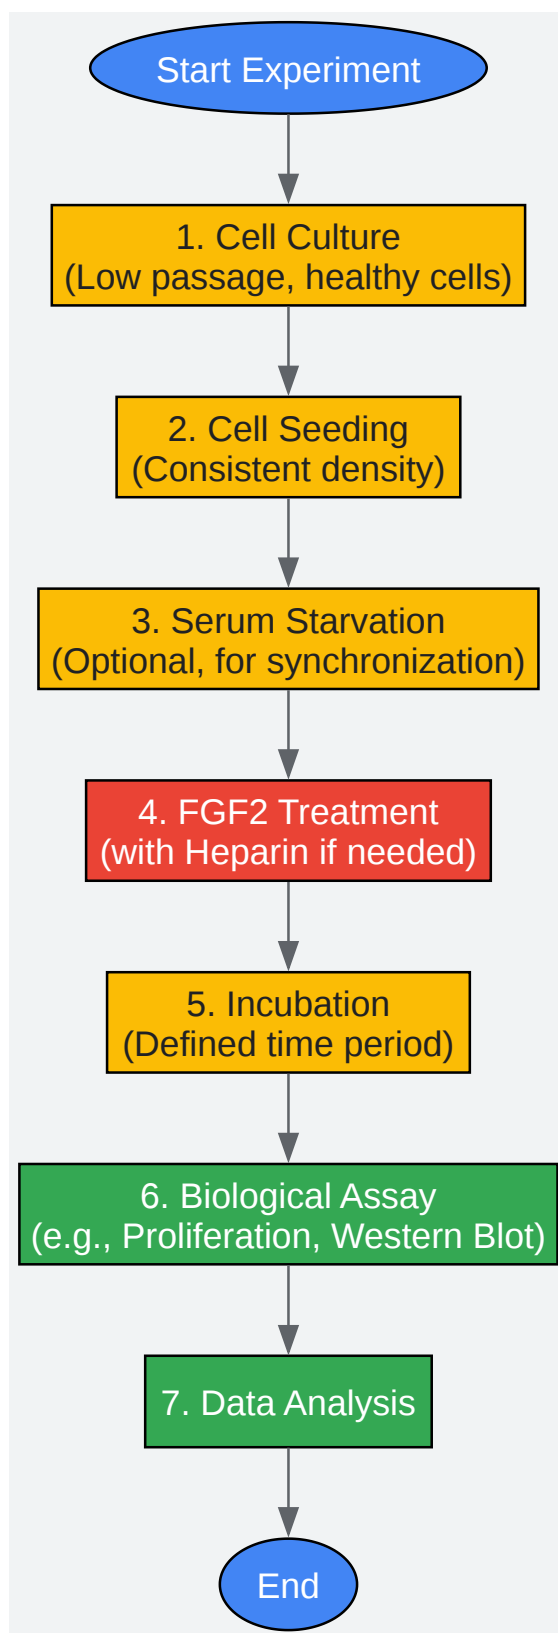 Start Experiment
1. Cell Culture
(Low passage, healthy cells)
2. Cell Seeding
(Consistent density)
3. Serum Starvation
(Optional, for synchronization)
4. FGF2 Treatment
(with Heparin if needed)
5. Incubation
(Defined time period)
6. Biological Assay
(e.g., Proliferation, Western Blot)
7. Data Analysis
End